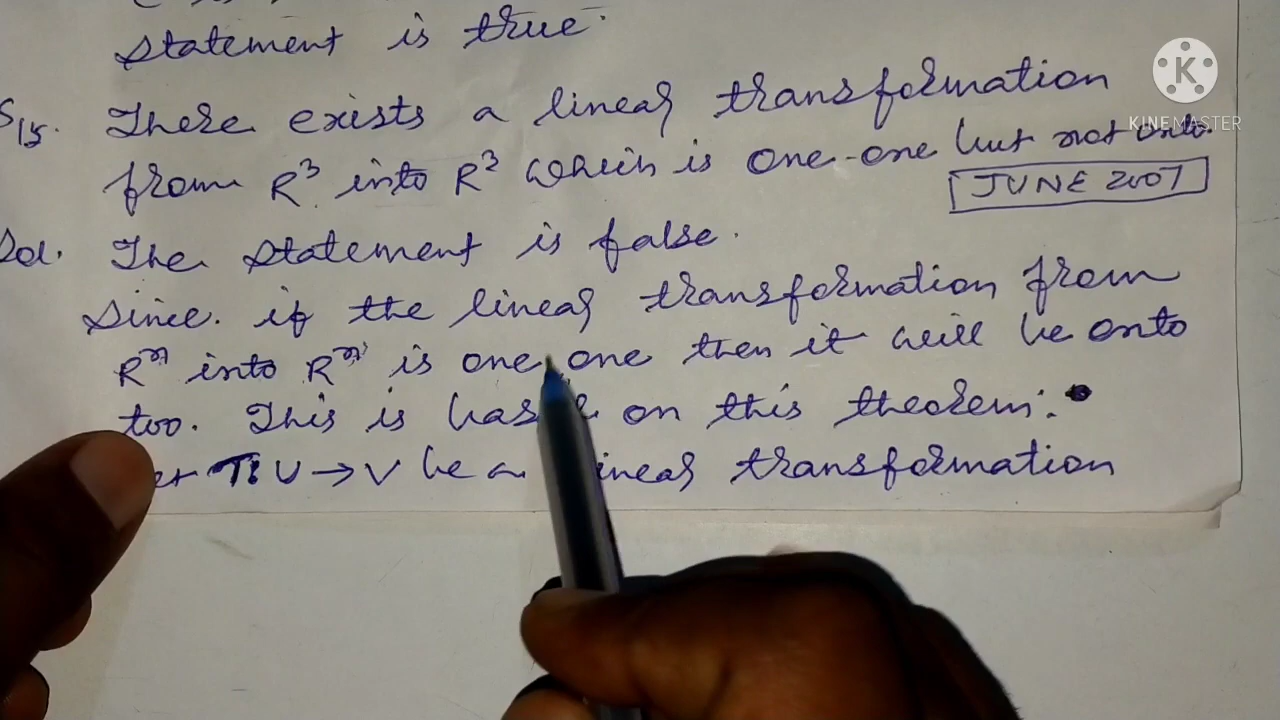 statement is true.
S15. There exists a linear transformation
from R³ into R³ which is one-one but not onto.
JUNE 2007
Sol. The statement is false.
Since if the linear transformation from
Rⁿ into Rⁿ is one one then it will be onto
too. This is on this theorem:
T: U → V be a linear transformation
K
KINEMASTER